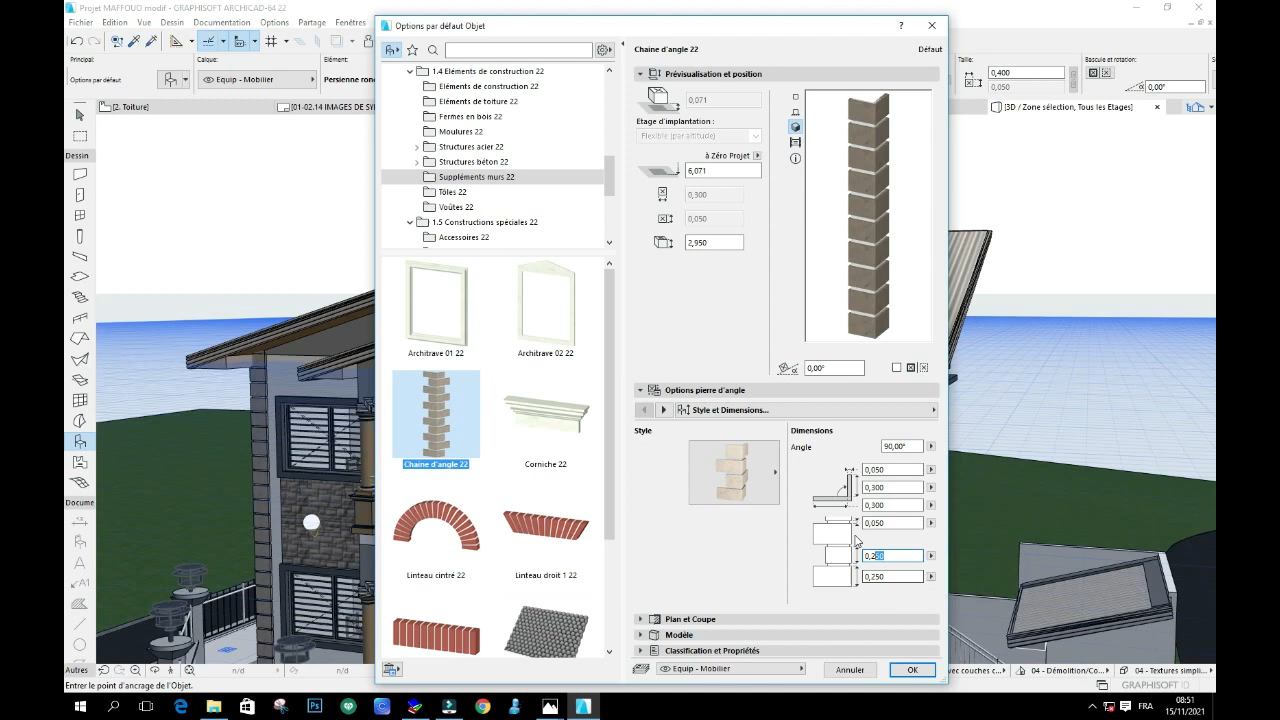 Projet MAFFOUO modif - GRAPHISOFT ARCHICAD-64 22
Fichier Edition Vue Dessin Documentation Options Partage Fenêtres
Principal:
Calque:
Elément:
Options par défaut
Equip - Mobilier
Persienne ron
[2. Toiture]
[01-02.14 IMAGES DE SY
Dessin
Docume
Autres
n/d
n/d
Entrer le point d'ancrage de l'Objet.
Options par défaut Objet
?
1.4 Eléments de construction 22
Eléments de construction 22
Eléments de toiture 22
Fermes en bois 22
Moulures 22
Structures acier 22
Structures béton 22
Suppléments murs 22
Tôles 22
Voûtes 22
1.5 Constructions spéciales 22
Accessoires 22
Architrave 01 22
Architrave 02 22
Chaine d'angle 22
Corniche 22
Linteau cintré 22
Linteau droit 1 22
Chaine d'angle 22
Défaut
Prévisualisation et position
0,071
Etage d'implantation :
Flexible (par altitude)
à Zéro Projet
6,071
0,300
0,050
2,950
0,00°
Options pierre d'angle
Style et Dimensions...
Style
Dimensions
Angle
90,00°
0,050
0,300
0,300
0,050
0,250
0,250
Plan et Coupe
Modèle
Classification et Propriétés
Equip - Mobilier
Annuler
OK
Taille:
Bascule et rotation:
0,400
0,050
0,00°
[3D / Zone sélection, Tous les Etages]
vec couches c...
04 - Démolition/Co...
04 - Textures simpli...
GRAPHISOFT ID
FRA
08:51
15/11/2021